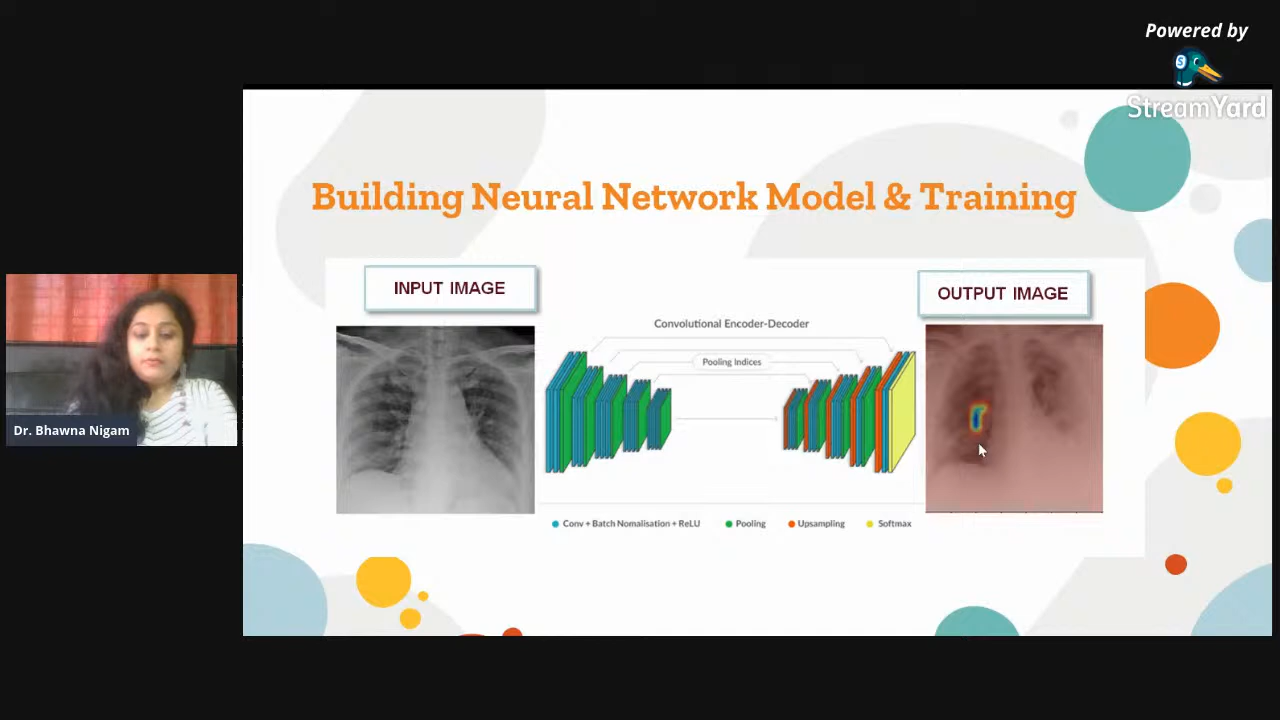 Powered by
StreamYard
Building Neural Network Model & Training
INPUT IMAGE
OUTPUT IMAGE
Convolutional Encoder-Decoder
Pooling Indices
Conv + Batch Nomalisation + ReLU
Pooling
Upsampling
Softmax
Dr. Bhawna Nigam